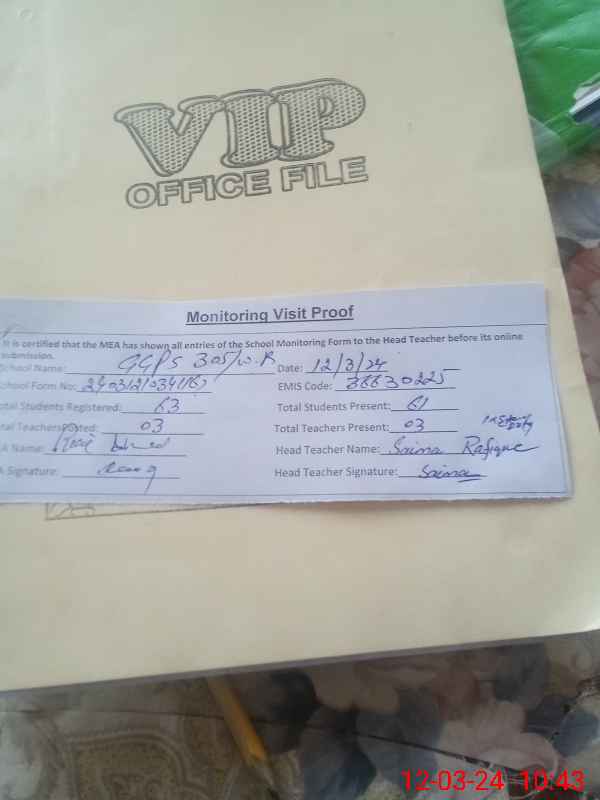 VIP
OFFICE FILE
Monitoring Visit Proof
It is certified that the MEA has shown all entries of the School Monitoring Form to the Head Teacher before its online
submission.
School Name: GGPS 305/W.B Date: 12/3/24
School Form No: EMIS Code: 36630225
otal Students Registered: 63 Total Students Present: 61
otal Teachers Posted: 03 Total Teachers Present: 03
A Name: Head Teacher Name: Saima Rafique
A Signature: Head Teacher Signature: Saima
12-03-24 10:43